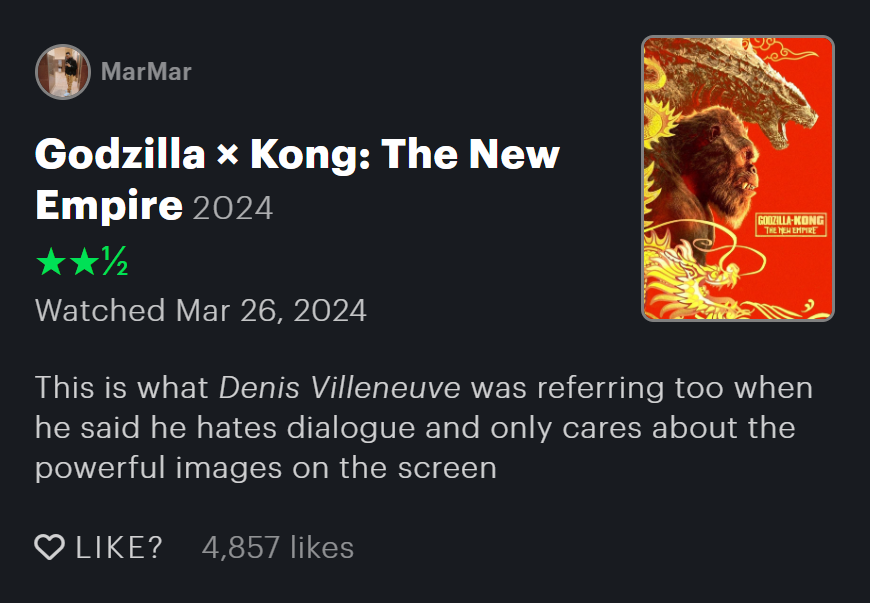 MarMar
Godzilla × Kong: The New
Empire 2024
★★½
Watched Mar 26, 2024
GODZILLA×KONG
"THE NEW EMPIRE"
This is what Denis Villeneuve was referring too when
he said he hates dialogue and only cares about the
powerful images on the screen
LIKE? 4,857 likes